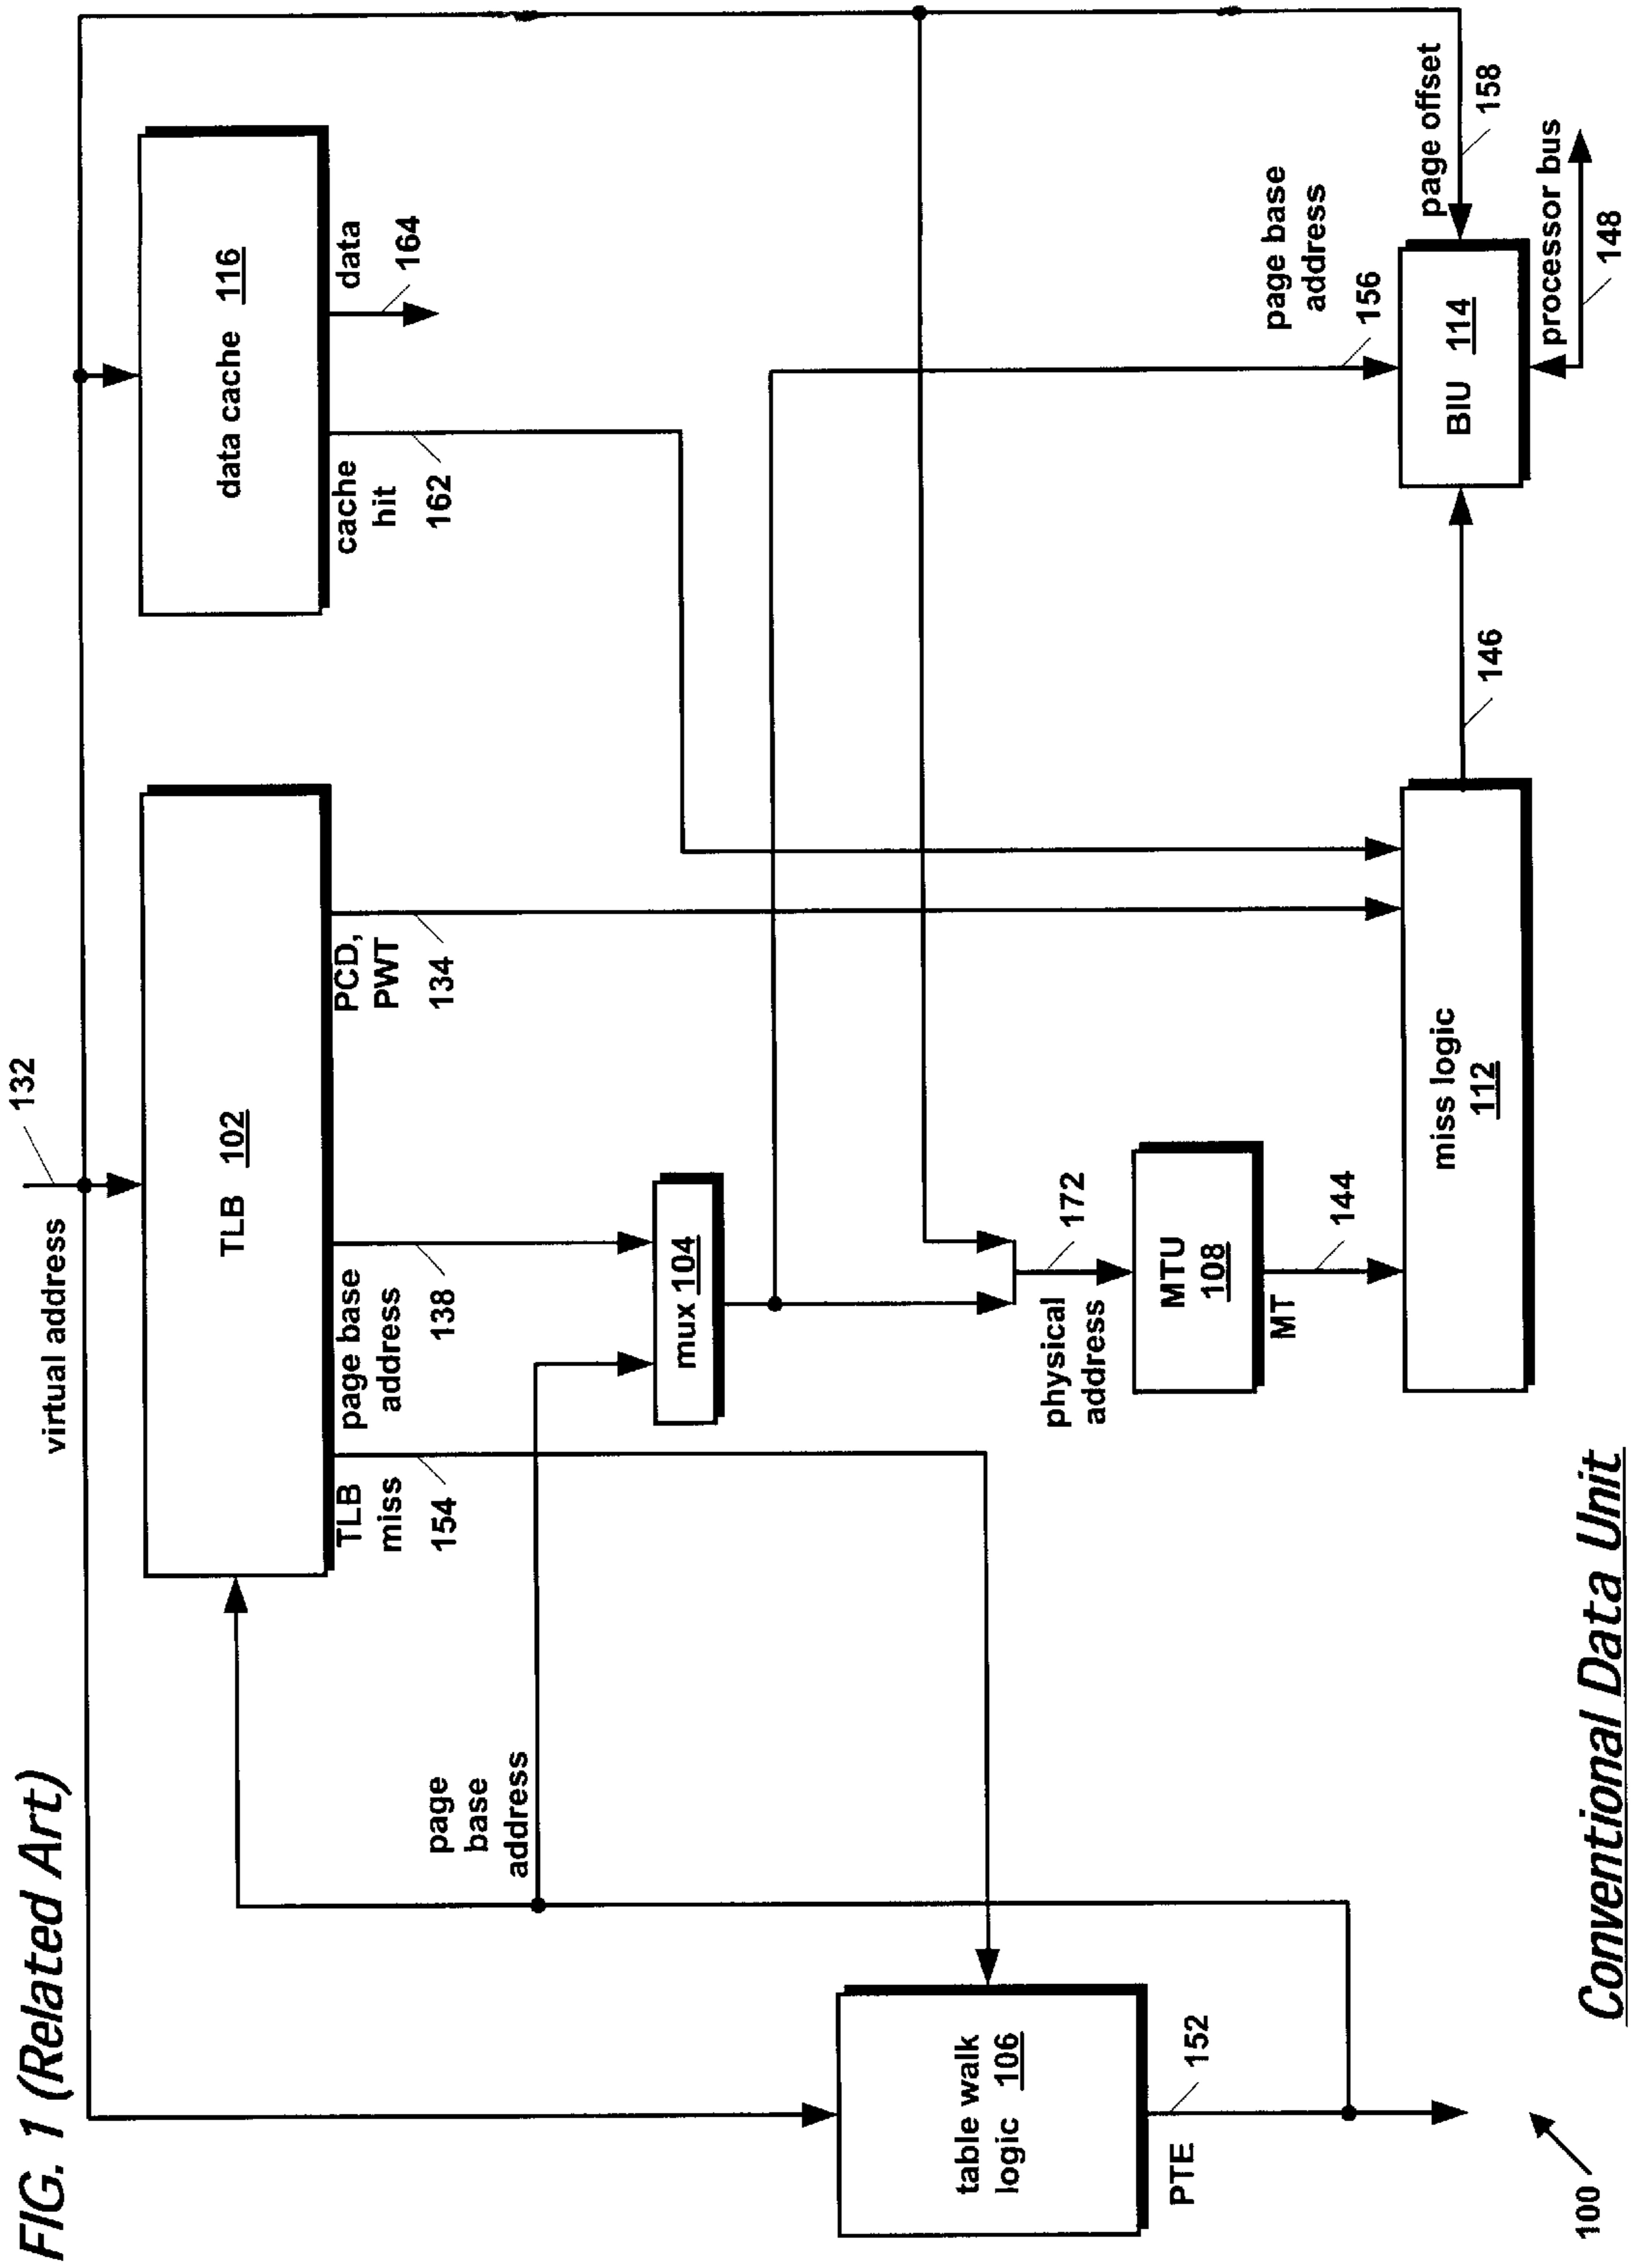 FIG. 1 (Related Art)
virtual address
132
TLB 102
data cache 116
TLB
miss
154
page base
address
138
PCD,
PWT
134
cache
hit
162
data
164
page
base
address
mux 104
table walk
logic 106
PTE
152
physical
address
172
MTU
108
MT
144
miss logic
112
146
page base
address
156
BIU 114
page offset
158
processor bus
148
100
Conventional Data Unit